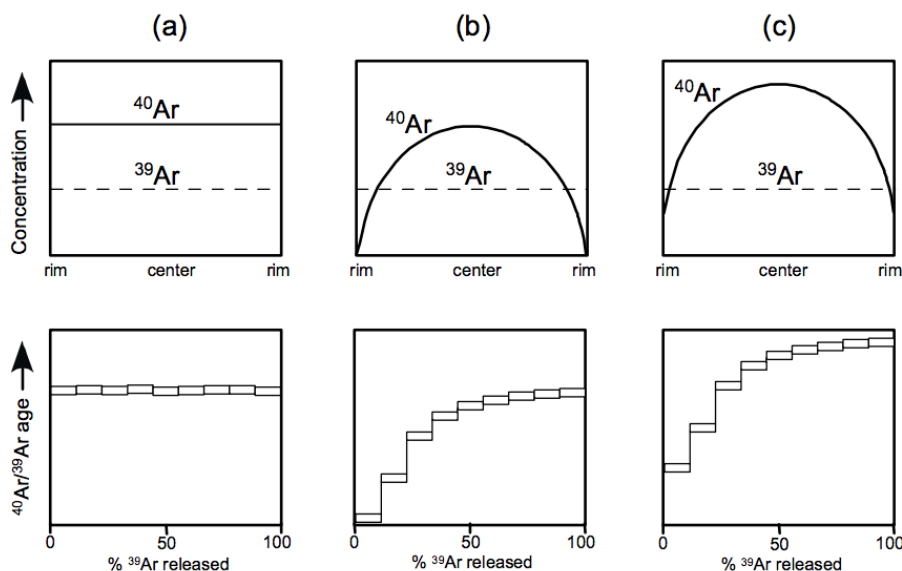 (a) (b) (c)
Concentration
⁴⁰Ar
³⁹Ar
rim center rim
⁴⁰Ar
³⁹Ar
rim center rim
⁴⁰Ar
³⁹Ar
rim center rim
⁴⁰Ar/³⁹Ar age
0 50 100
% ³⁹Ar released
0 50 100
% ³⁹Ar released
0 50 100
% ³⁹Ar released